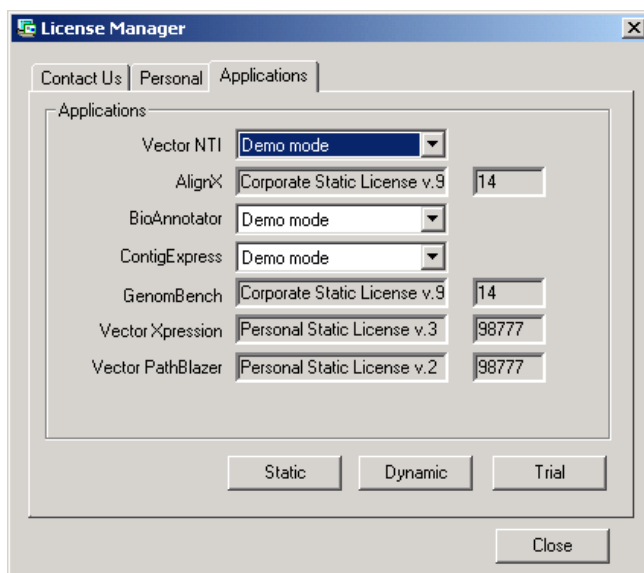 License Manager
Contact Us Personal Applications
Applications
Vector NTI Demo mode
AlignX Corporate Static License v.9 14
BioAnnotator Demo mode
ContigExpress Demo mode
GenomBench Corporate Static License v.9 14
Vector Xpression Personal Static License v.3 98777
Vector PathBlazer Personal Static License v.2 98777
Static Dynamic Trial
Close